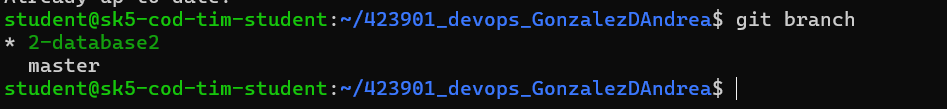 Already up to date.
student@sk5-cod-tim-student:~/423901_devops_GonzalezDAndrea$ git branch
* 2-database2
  master
student@sk5-cod-tim-student:~/423901_devops_GonzalezDAndrea$